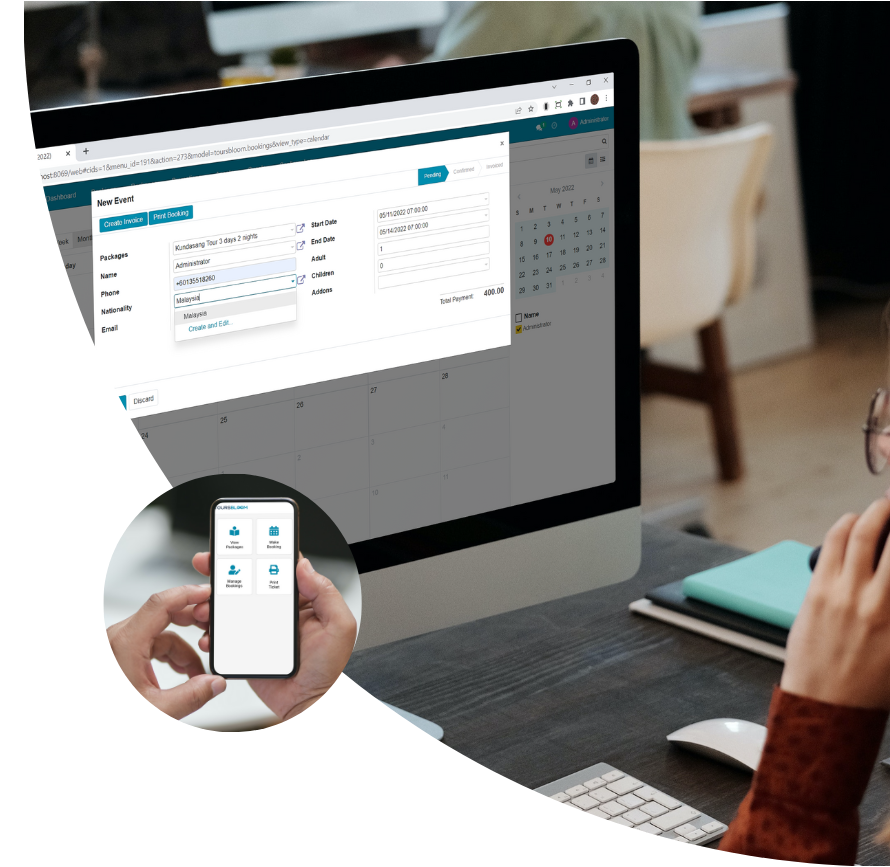 2022) × +
host:8069/web#cids=1&menu_id=191&action=273&model=toursbloom.bookings&view_type=calendar
Dashboard
A Administrator
New Event
x
Create Invoice Print Booking
Pending Confirmed Invoiced
Packages Kundasang Tour 3 days 2 nights
Name Administrator
Phone +60135518260
Nationality Malaysia
Malaysia
Create and Edit...
Email
Start Date 05/11/2022 07:00:00
End Date 05/14/2022 07:00:00
Adult 1
Children 0
Addons
Total Payment 400.00
Discard
May 2022
S M T W T F S
1 2 3 4 5 6 7
8 9 10 11 12 13 14
15 16 17 18 19 20 21
22 23 24 25 26 27 28
29 30 31 1 2 3 4
Name
Administrator
24 25 26 27 28
2 3 4
10 11
OURSBLOOM
View
Packages
Make
Booking
Manage
Bookings
Print
Ticket